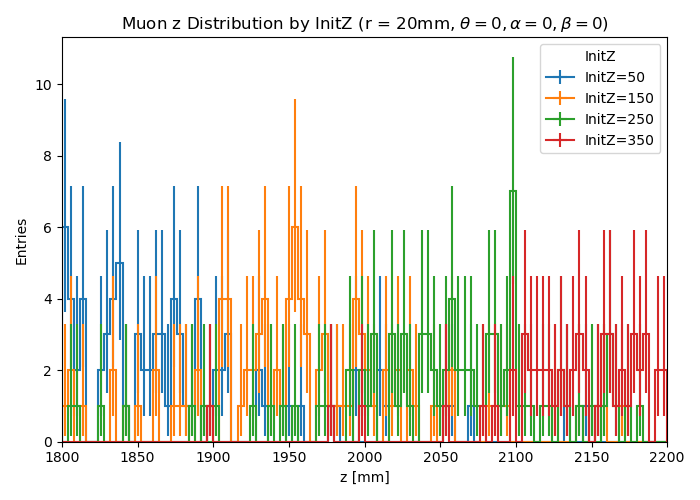 Muon z Distribution by InitZ (r = 20mm, θ = 0, α = 0, β = 0)
InitZ
InitZ=50
InitZ=150
InitZ=250
InitZ=350
Entries
10
8
6
4
2
0
1800 1850 1900 1950 2000 2050 2100 2150 2200
z [mm]